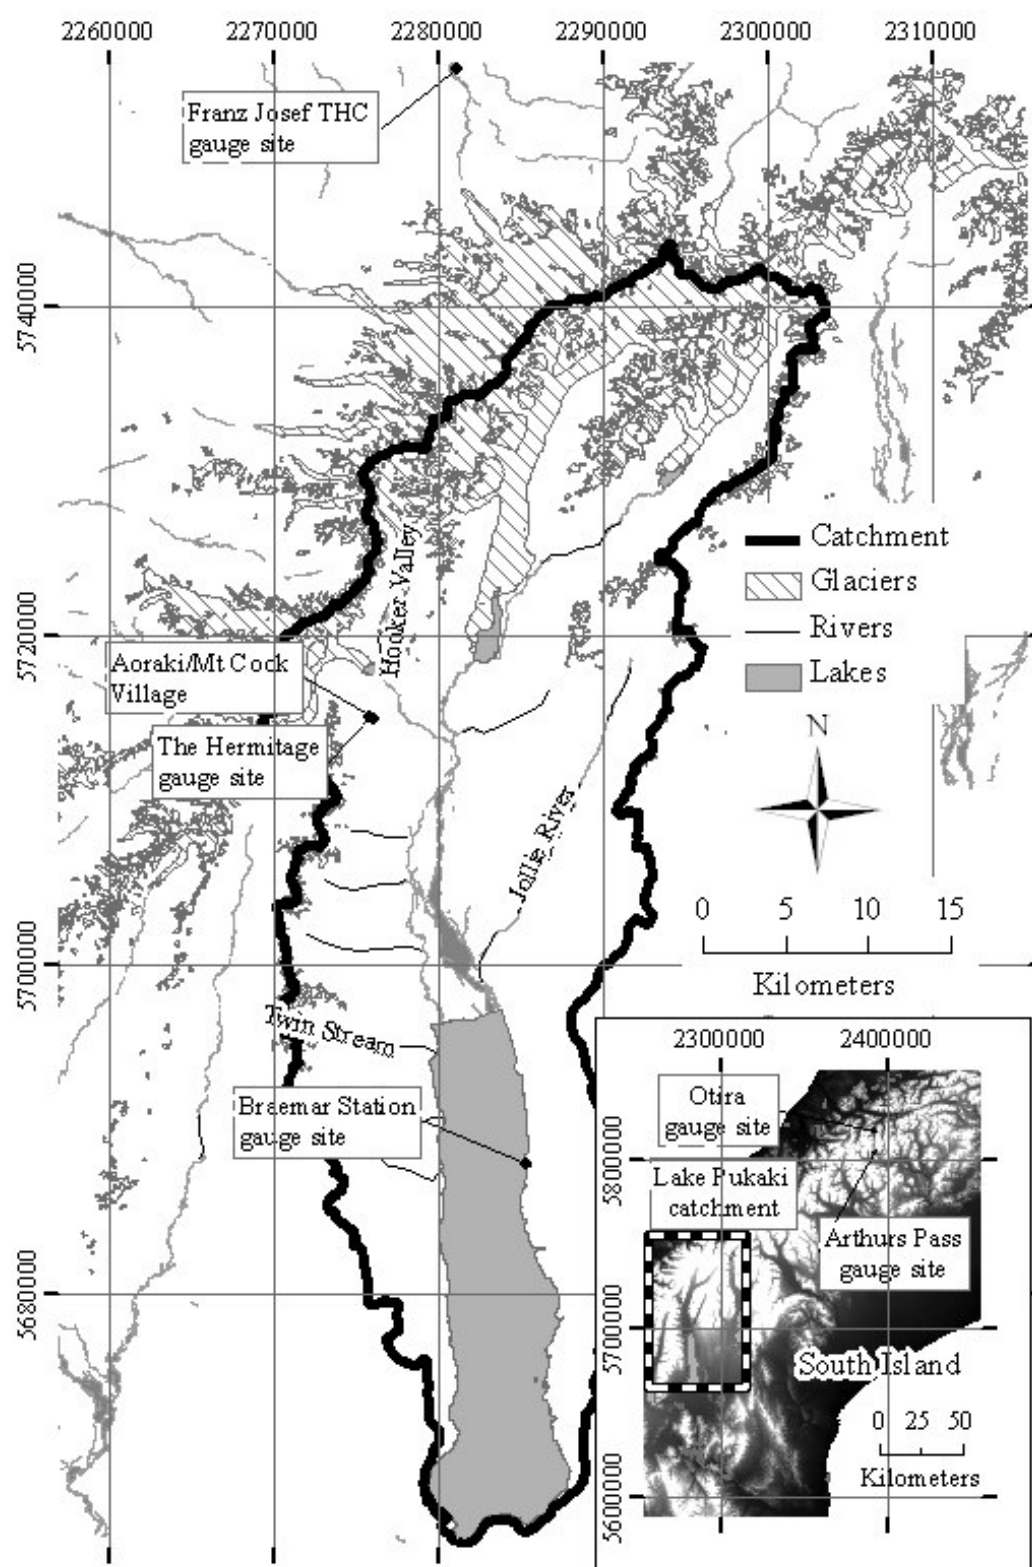 2260000 2270000 2280000 2290000 2300000 2310000
Franz Josef THC
gauge site
5740000
Hooker Valley
Catchment
Glaciers
Rivers
Lakes
5720000
Aoraki/Mt Cock
Village
The Hermitage
gauge site
N
Jollie River
0 5 10 15
Kilometers
5700000
Twin Stream
Braemar Station
gauge site
5680000
2300000 2400000
Otira
gauge site
5800000
Lake Pukaki
catchment
Arthurs Pass
gauge site
5700000
South Island
0 25 50
Kilometers
5600000